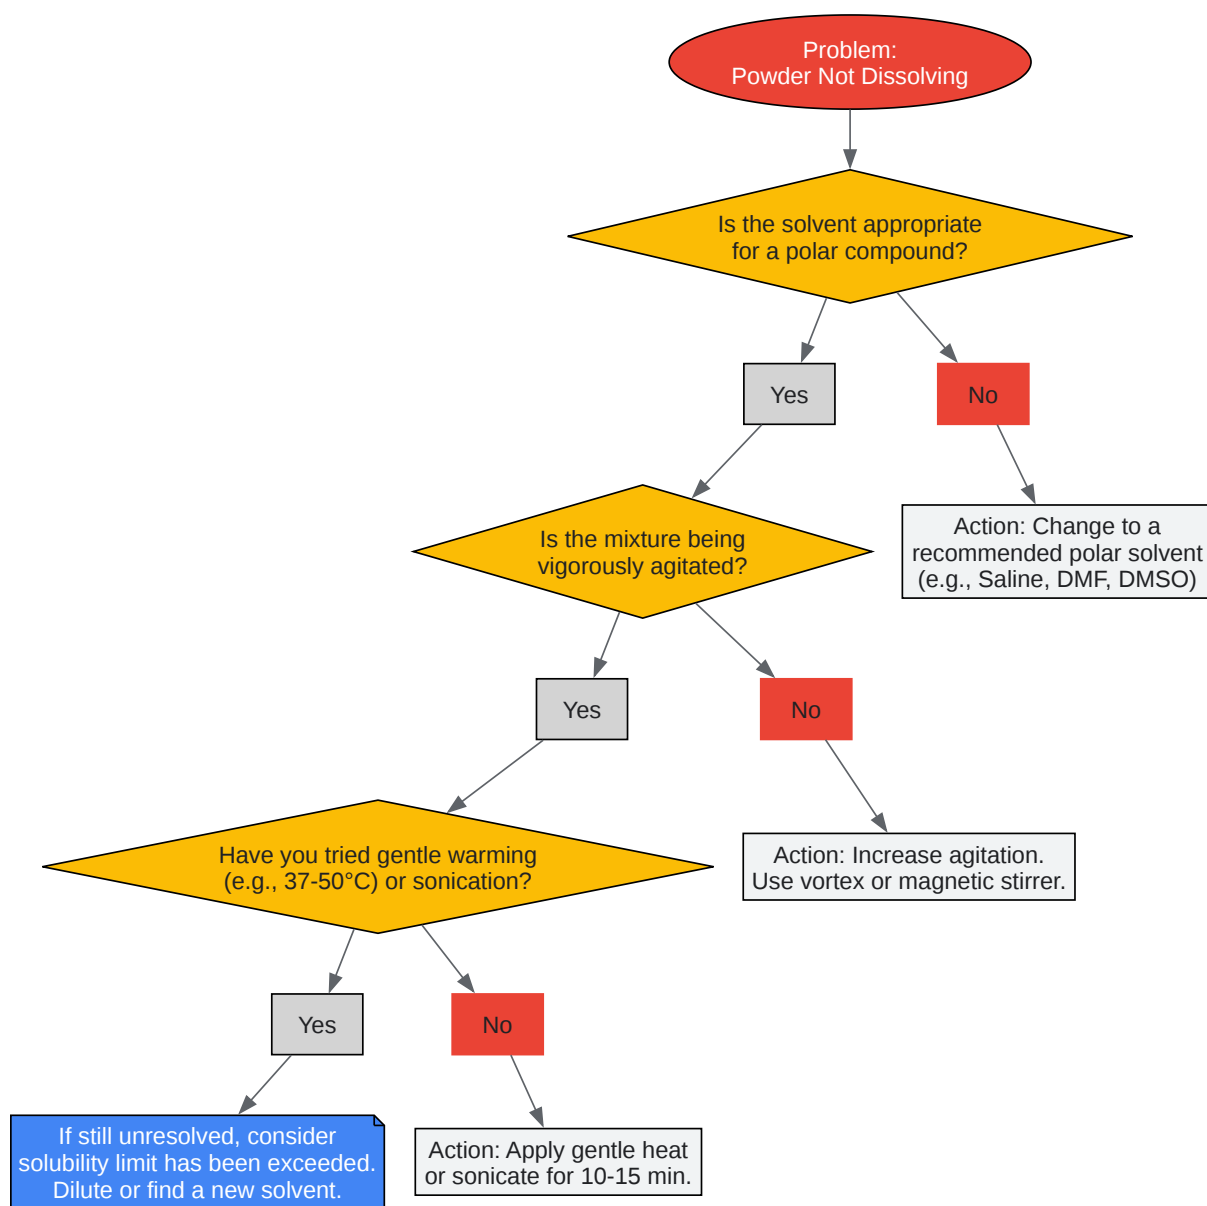 Problem:
Powder Not Dissolving
Is the solvent appropriate
for a polar compound?
Yes
No
Is the mixture being
vigorously agitated?
Action: Change to a
recommended polar solvent
(e.g., Saline, DMF, DMSO)
Yes
No
Have you tried gentle warming
(e.g., 37-50°C) or sonication?
Action: Increase agitation.
Use vortex or magnetic stirrer.
Yes
No
If still unresolved, consider
solubility limit has been exceeded.
Dilute or find a new solvent.
Action: Apply gentle heat
or sonicate for 10-15 min.